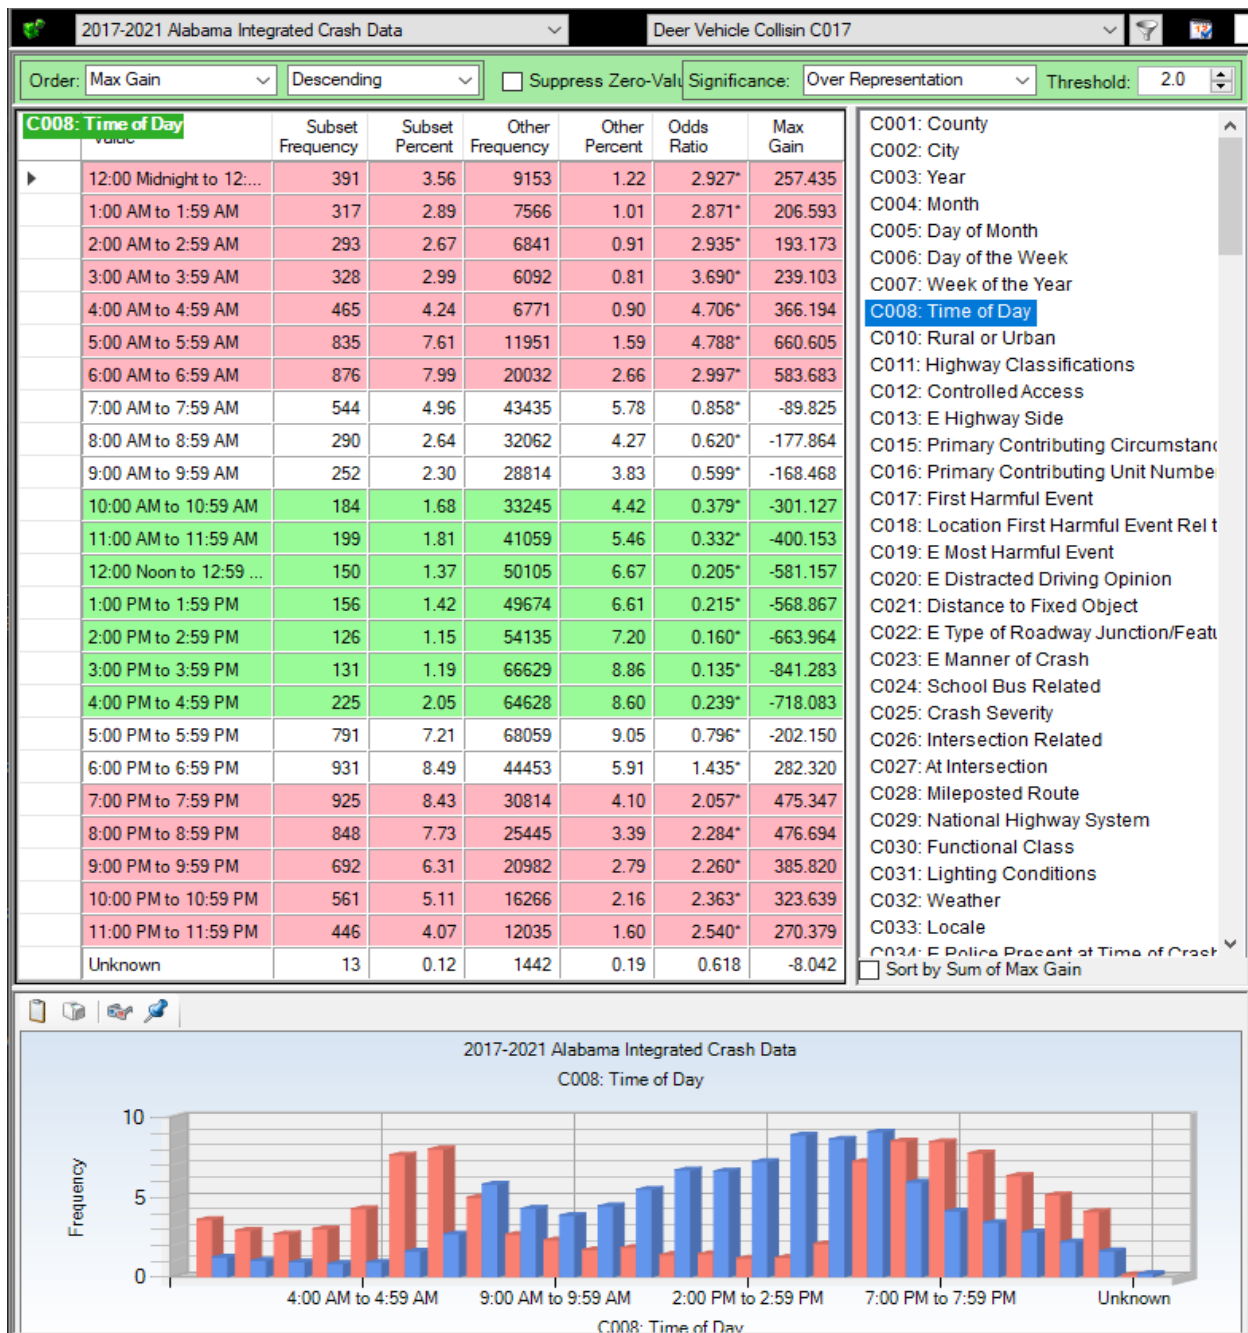 2017-2021 Alabama Integrated Crash Data Deer Vehicle Collisin C017
Order: Max Gain Descending Suppress Zero-Valu Significance: Over Representation Threshold: 2.0
C008: Time of Day Subset Frequency Subset Percent Other Frequency Other Percent Odds Ratio Max Gain
12:00 Midnight to 12:... 391 3.56 9153 1.22 2.927* 257.435
1:00 AM to 1:59 AM 317 2.89 7566 1.01 2.871* 206.593
2:00 AM to 2:59 AM 293 2.67 6841 0.91 2.935* 193.173
3:00 AM to 3:59 AM 328 2.99 6092 0.81 3.690* 239.103
4:00 AM to 4:59 AM 465 4.24 6771 0.90 4.706* 366.194
5:00 AM to 5:59 AM 835 7.61 11951 1.59 4.788* 660.605
6:00 AM to 6:59 AM 876 7.99 20032 2.66 2.997* 583.683
7:00 AM to 7:59 AM 544 4.96 43435 5.78 0.858* -89.825
8:00 AM to 8:59 AM 290 2.64 32062 4.27 0.620* -177.864
9:00 AM to 9:59 AM 252 2.30 28814 3.83 0.599* -168.468
10:00 AM to 10:59 AM 184 1.68 33245 4.42 0.379* -301.127
11:00 AM to 11:59 AM 199 1.81 41059 5.46 0.332* -400.153
12:00 Noon to 12:59 ... 150 1.37 50105 6.67 0.205* -581.157
1:00 PM to 1:59 PM 156 1.42 49674 6.61 0.215* -568.867
2:00 PM to 2:59 PM 126 1.15 54135 7.20 0.160* -663.964
3:00 PM to 3:59 PM 131 1.19 66629 8.86 0.135* -841.283
4:00 PM to 4:59 PM 225 2.05 64628 8.60 0.239* -718.083
5:00 PM to 5:59 PM 791 7.21 68059 9.05 0.796* -202.150
6:00 PM to 6:59 PM 931 8.49 44453 5.91 1.435* 282.320
7:00 PM to 7:59 PM 925 8.43 30814 4.10 2.057* 475.347
8:00 PM to 8:59 PM 848 7.73 25445 3.39 2.284* 476.694
9:00 PM to 9:59 PM 692 6.31 20982 2.79 2.260* 385.820
10:00 PM to 10:59 PM 561 5.11 16266 2.16 2.363* 323.639
11:00 PM to 11:59 PM 446 4.07 12035 1.60 2.540* 270.379
Unknown 13 0.12 1442 0.19 0.618 -8.042
C001: County
C002: City
C003: Year
C004: Month
C005: Day of Month
C006: Day of the Week
C007: Week of the Year
C008: Time of Day
C010: Rural or Urban
C011: Highway Classifications
C012: Controlled Access
C013: E Highway Side
C015: Primary Contributing Circumstanc
C016: Primary Contributing Unit Number
C017: First Harmful Event
C018: Location First Harmful Event Rel t
C019: E Most Harmful Event
C020: E Distracted Driving Opinion
C021: Distance to Fixed Object
C022: E Type of Roadway Junction/Featu
C023: E Manner of Crash
C024: School Bus Related
C025: Crash Severity
C026: Intersection Related
C027: At Intersection
C028: Mileposted Route
C029: National Highway System
C030: Functional Class
C031: Lighting Conditions
C032: Weather
C033: Locale
C034: E Police Present at Time of Crash
Sort by Sum of Max Gain
2017-2021 Alabama Integrated Crash Data
C008: Time of Day
Frequency
10
5
0
4:00 AM to 4:59 AM 9:00 AM to 9:59 AM 2:00 PM to 2:59 PM 7:00 PM to 7:59 PM Unknown
C008: Time of Day